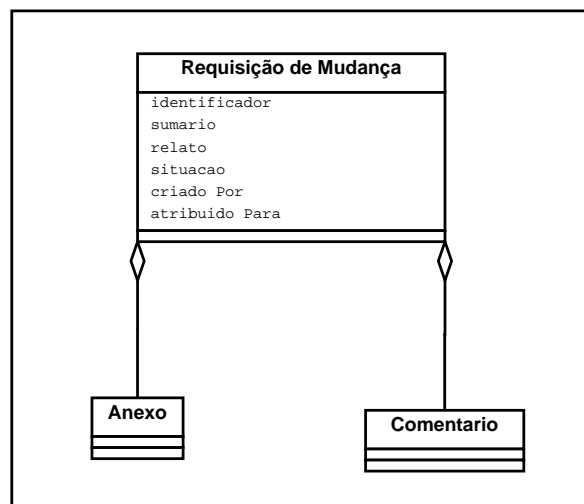 Requisição de Mudança
identificador
sumario
relato
situacao
criado Por
atribuido Para
Anexo
Comentario